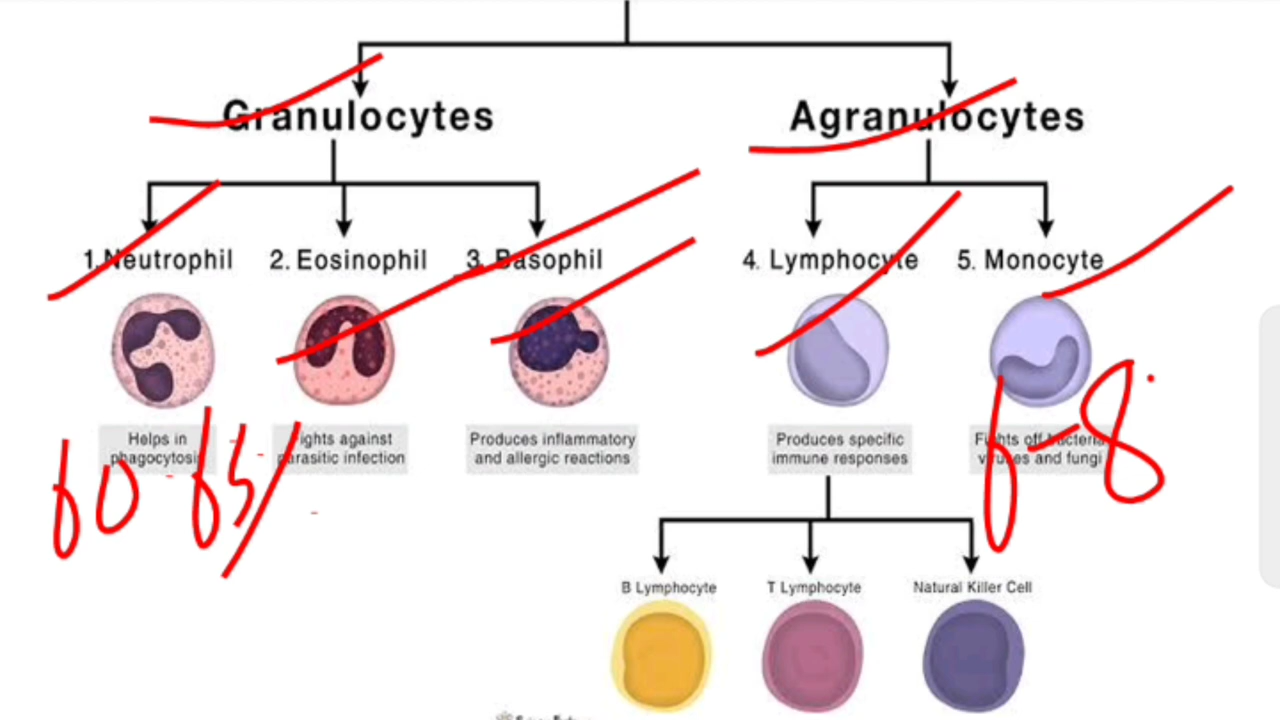 Granulocytes
Agranulocytes
1. Neutrophil
2. Eosinophil
3. Basophil
4. Lymphocyte
5. Monocyte
Helps in
phagocytosis
Fights against
parasitic infection
Produces inflammatory
and allergic reactions
Produces specific
immune responses
Fights off bacteria
viruses and fungi
60-65
6-8
B Lymphocyte
T Lymphocyte
Natural Killer Cell